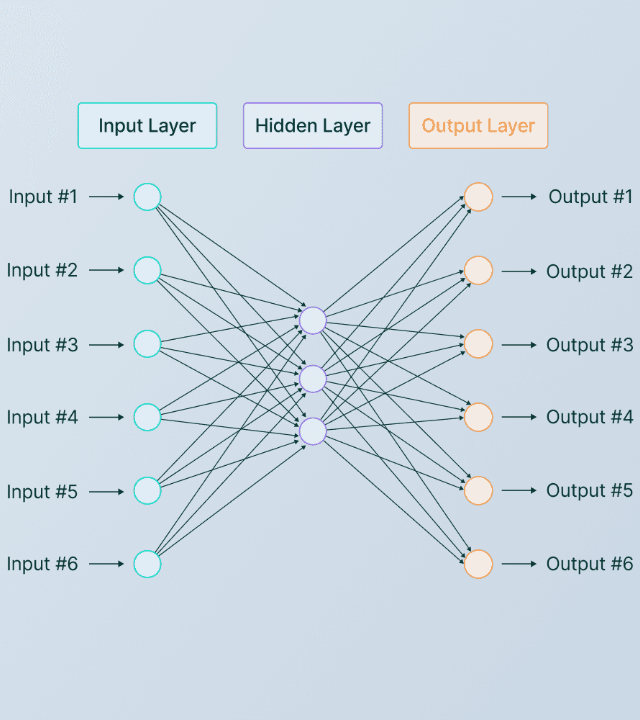 Input Layer
Hidden Layer
Output Layer
Input #1
Output #1
Input #2
Output #2
Input #3
Output #3
Input #4
Output #4
Input #5
Output #5
Input #6
Output #6